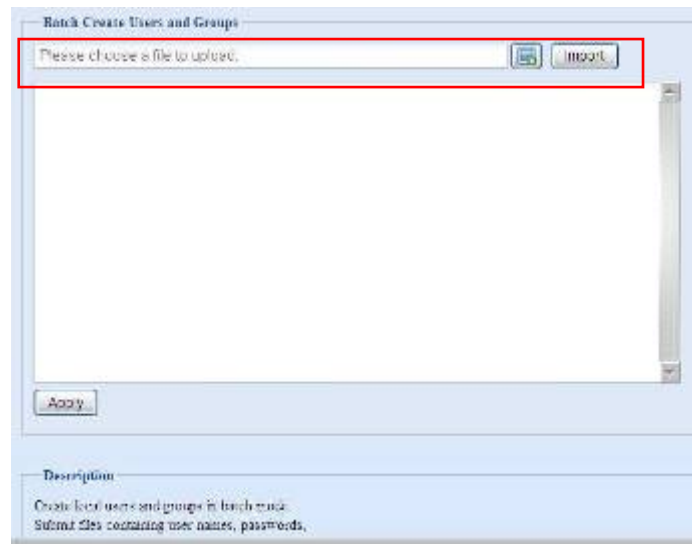 Batch Create Users and Groups
Please choose a file to upload.
Import
Apply
Description
Create local users and groups in batch mode.
Submit files containing user names, passwords,